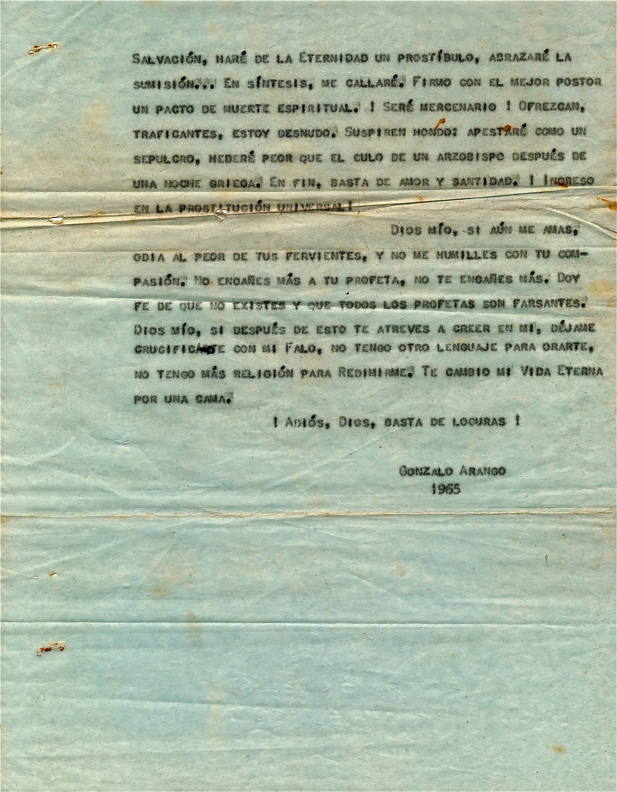 Salvación, haré de la Eternidad un prostíbulo, abrazaré la
sumisión... En síntesis, me callaré. Firmo con el mejor postor
un pacto de muerte espiritual. ! Seré mercenario ! Ofrezcan,
traficantes, estoy desnudo. Suspiren hondo: apestaré como un
sepulcro, hederé peor que el culo de un arzobispo después de
una noche griega. En fin, basta de amor y santidad. ! Ingreso
en la prostitución universal!
Dios mío, si aún me amas,
odia al peor de tus fervientes, y no me humilles con tu com-
pasión. No engañes más a tu profeta, no te engañes más. Doy
fe de que no existes y que todos los profetas son farsantes.
Dios mío, si después de esto te atreves a creer en mi, déjame
crucificarte con mi Falo, no tengo otro lenguaje para orarte,
no tengo más religión para Redimirme. Te cambio mi Vida Eterna
por una cama.
! Adiós, Dios, basta de locuras !
Gonzalo Arango
1965